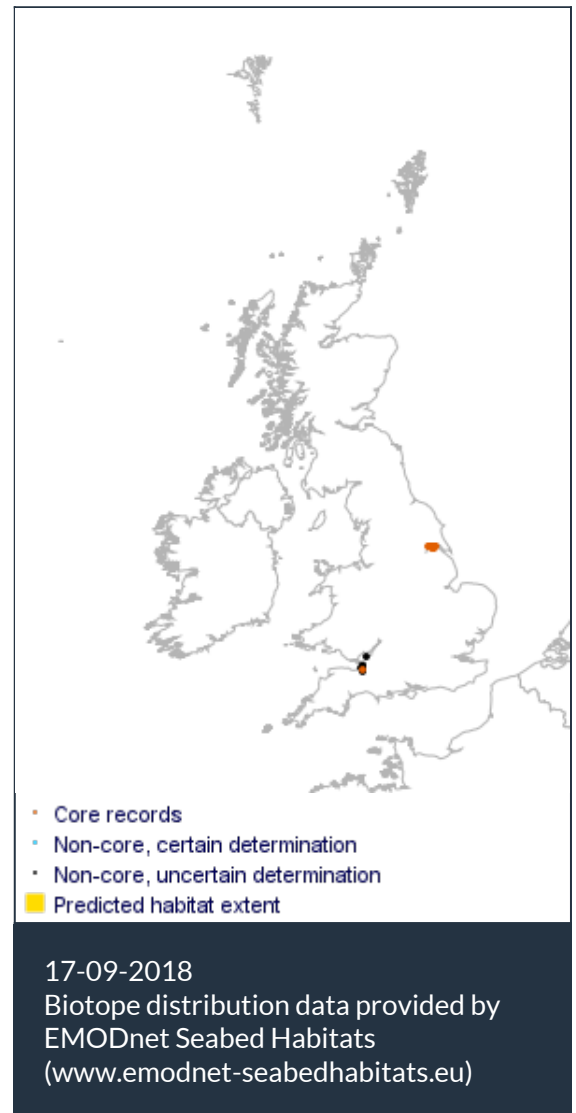 Core records
Non-core, certain determination
Non-core, uncertain determination
Predicted habitat extent
17-09-2018
Biotope distribution data provided by
EMODnet Seabed Habitats
(www.emodnet-seabedhabitats.eu)